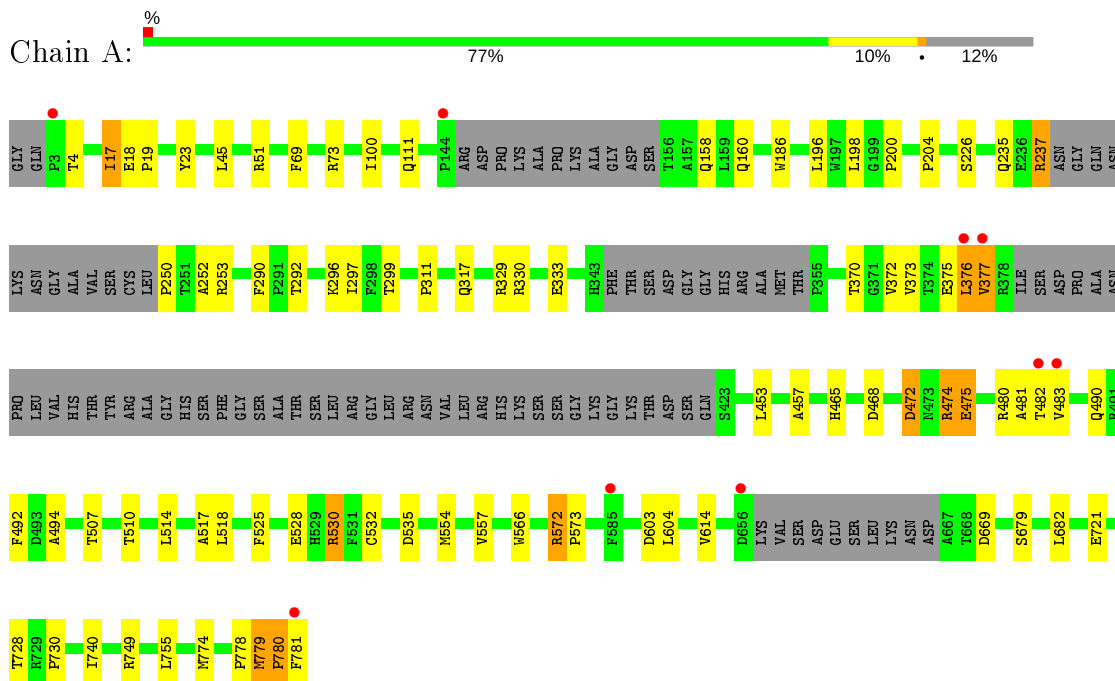 %
Chain A:
77% 10% • 12%
GLY GLN P3 T4 I17 E18 P19 Y23 L45 R51 F69 R73 I100 Q111 P144 ARG ASP PRO LYS ALA PRO LYS ALA GLY ASP SER T156 A157 Q158 L159 Q160 W186 L196 W197 L198 G199 P200 P204 S226 Q235 E236 R237 ASN GLY GLN ASN
LYS ASN GLY ALA VAL SER CYS LEU P250 T251 A252 R253 F290 P291 T292 K296 I297 F298 T299 P311 Q317 R329 R330 E333 H343 PHE THR SER ASP GLY GLY HIS ARG ALA MET THR P355 T370 G371 V372 V373 T374 E375 L376 V377 R378 ILE SER ASP PRO ALA ASN
PRO LEU VAL HIS THR TYR ARG ALA GLY HIS SER PHE GLY SER ALA THR SER LEU ARG GLY LEU ARG ASN VAL LEU ARG HIS LYS SER SER GLY LYS GLY LYS THR ASP SER GLN S423 L453 A457 H465 D468 D472 N473 R474 E475 R480 A481 T482 V483 Q490 R491
F492 D493 A494 T507 T510 L514 A517 L518 F525 E528 H529 R530 F531 C532 D535 M554 V557 W566 R572 P573 F585 D603 L604 V614 D656 LYS VAL SER ASP GLU SER LEU LYS ASN ASP A667 T668 D669 S679 L682 E721
T728 R729 P730 I740 R749 L755 M774 P778 M779 P780 F781